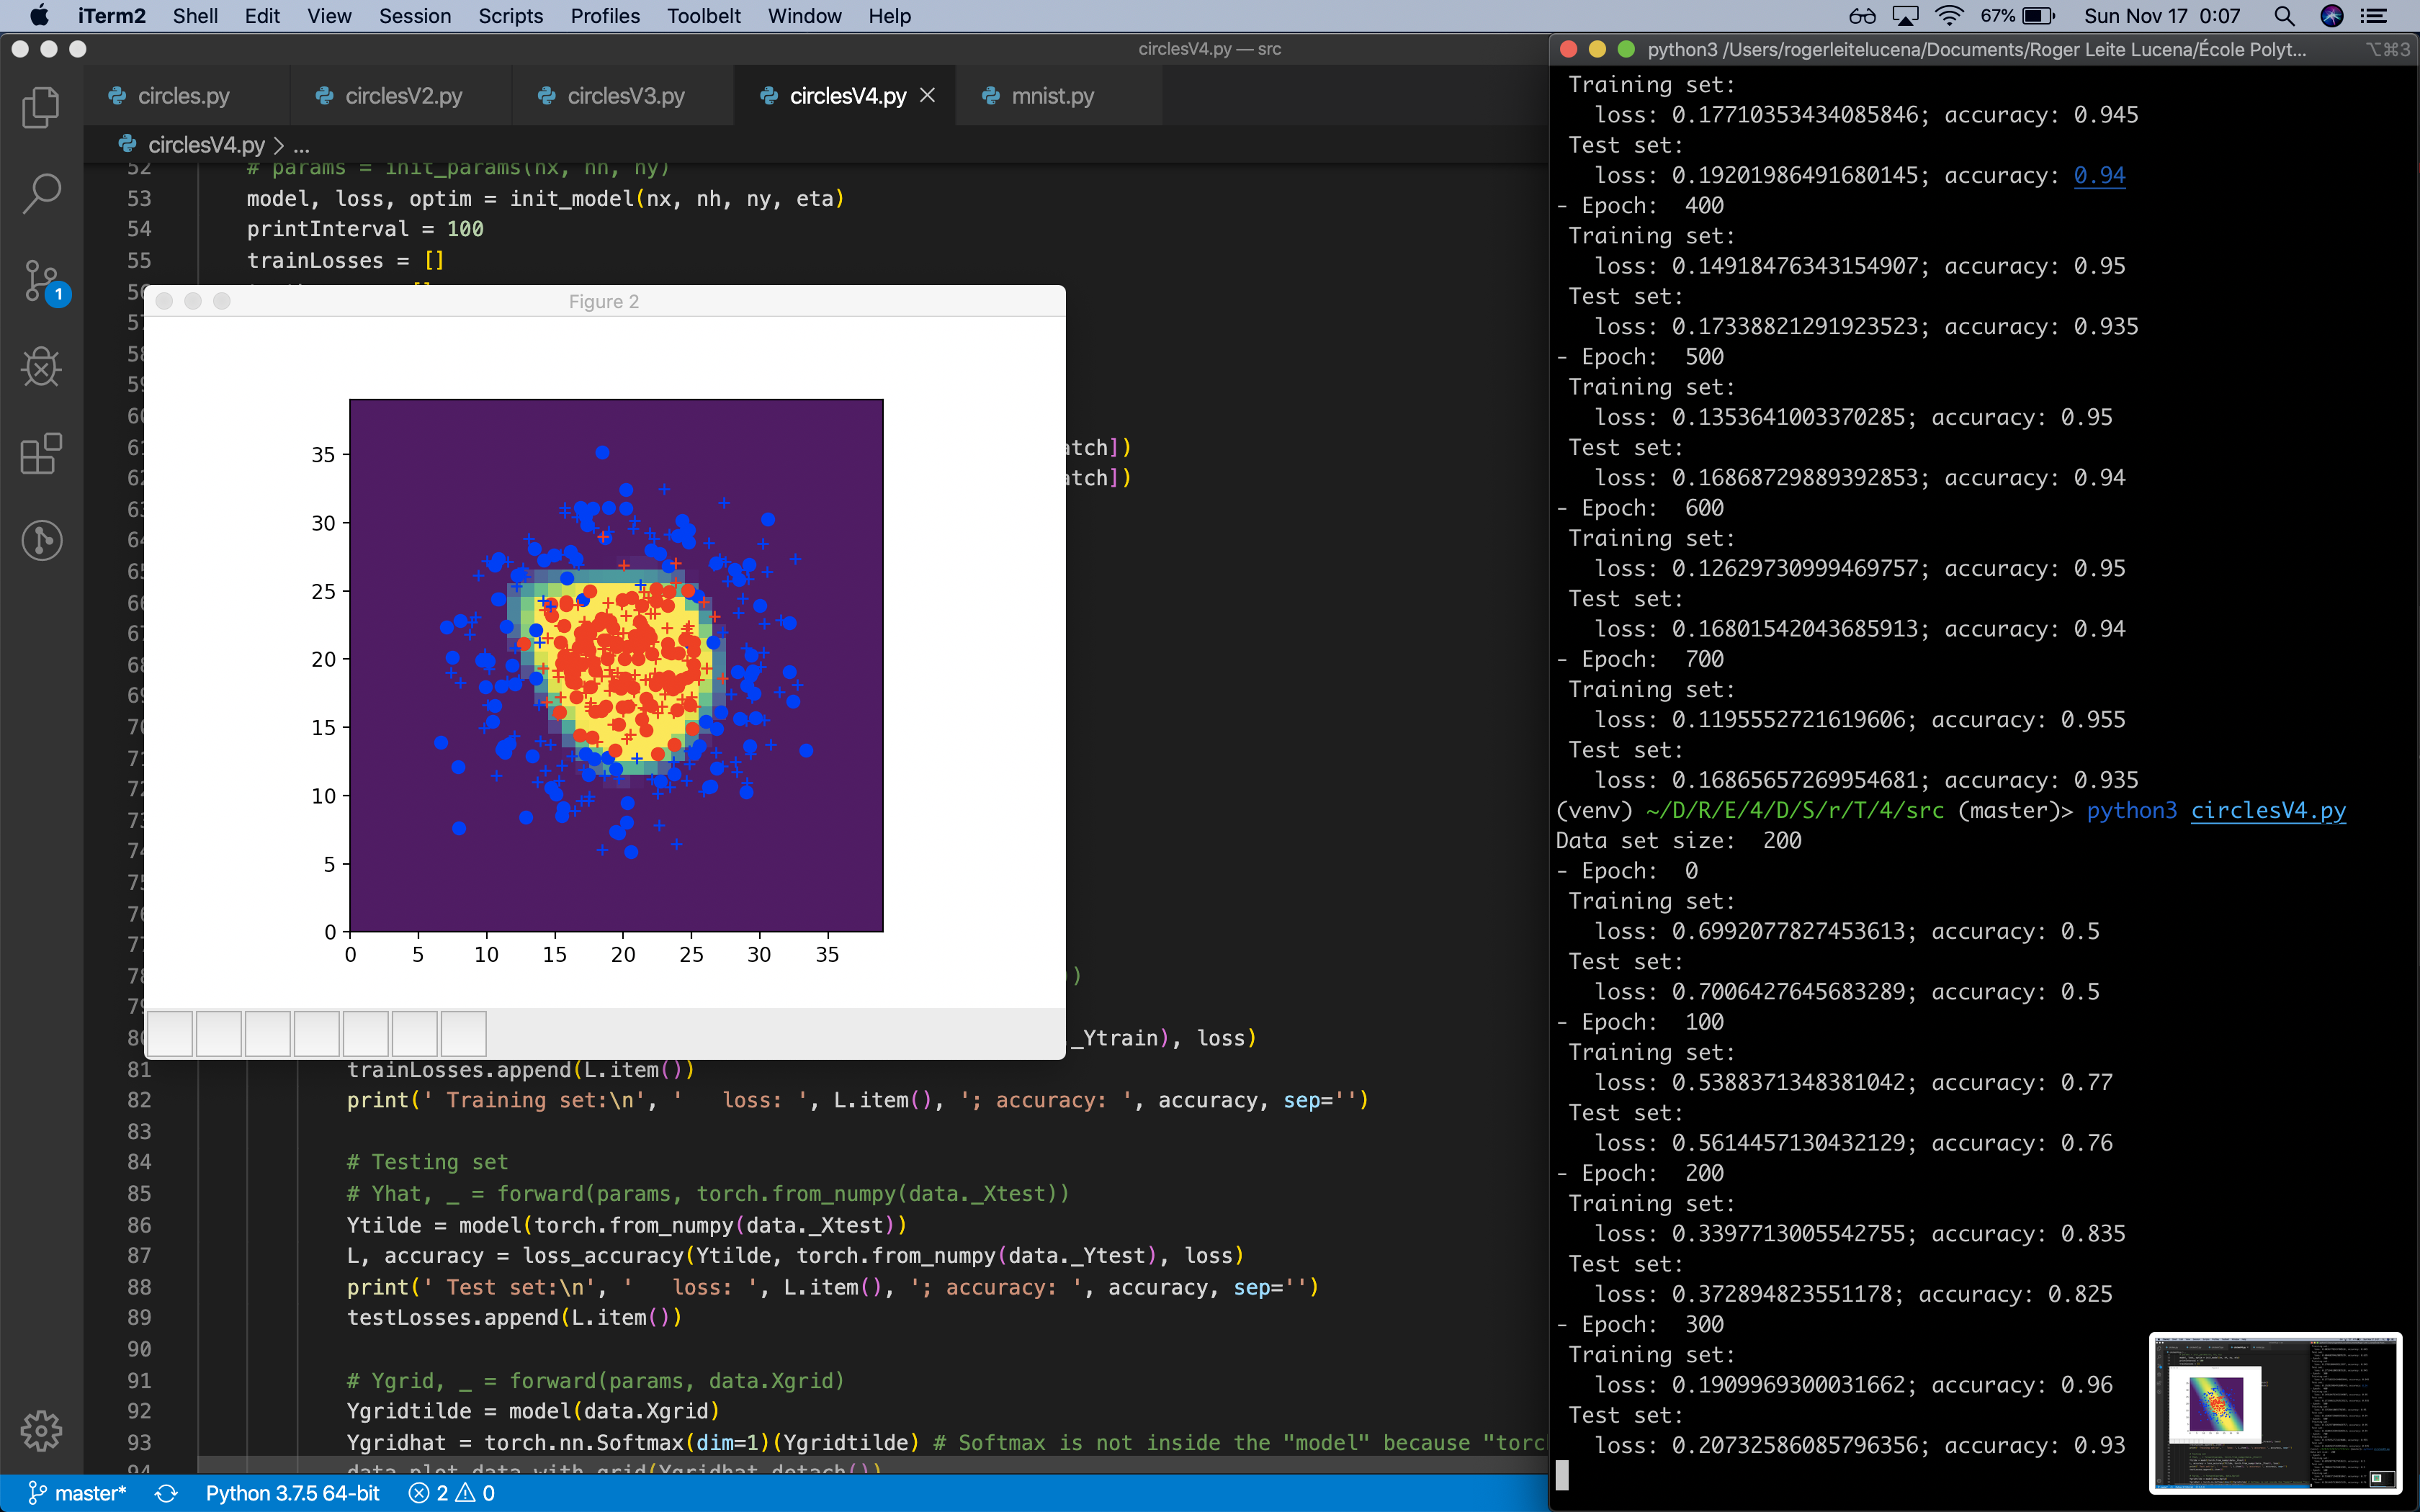 iTerm2 Shell Edit View Session Scripts Profiles Toolbelt Window Help 67% Sun Nov 17 0:07
circlesV4.py — src
circles.py circlesV2.py circlesV3.py circlesV4.py mnist.py
circlesV4.py > ...
52 # params = init_params(nx, nh, ny)
53 model, loss, optim = init_model(nx, nh, ny, eta)
54 printInterval = 100
55 trainLosses = []
1
Figure 2
atch])
atch])
35
30
25
20
15
10
5
0
0 5 10 15 20 25 30 35
)
_Ytrain), loss)
81 trainLosses.append(L.item())
82 print(' Training set:\n', '   loss: ', L.item(), '; accuracy: ', accuracy, sep='')
83
84 # Testing set
85 # Yhat, _ = forward(params, torch.from_numpy(data._Xtest))
86 Ytilde = model(torch.from_numpy(data._Xtest))
87 L, accuracy = loss_accuracy(Ytilde, torch.from_numpy(data._Ytest), loss)
88 print(' Test set:\n', '   loss: ', L.item(), '; accuracy: ', accuracy, sep='')
89 testLosses.append(L.item())
90
91 # Ygrid, _ = forward(params, data.Xgrid)
92 Ygridtilde = model(data.Xgrid)
93 Ygridhat = torch.nn.Softmax(dim=1)(Ygridtilde) # Softmax is not inside the "model" because "torc
94 data.plot_data_with_grid(Ygridhat.detach())
master* Python 3.7.5 64-bit 2 0
python3 /Users/rogerleitelucena/Documents/Roger Leite Lucena/École Polyt... ⌥⌘3
Training set:
loss: 0.17710353434085846; accuracy: 0.945
Test set:
loss: 0.19201986491680145; accuracy: 0.94
- Epoch:  400
Training set:
loss: 0.14918476343154907; accuracy: 0.95
Test set:
loss: 0.17338821291923523; accuracy: 0.935
- Epoch:  500
Training set:
loss: 0.1353641003370285; accuracy: 0.95
Test set:
loss: 0.16868729889392853; accuracy: 0.94
- Epoch:  600
Training set:
loss: 0.12629730999469757; accuracy: 0.95
Test set:
loss: 0.16801542043685913; accuracy: 0.94
- Epoch:  700
Training set:
loss: 0.1195552721619606; accuracy: 0.955
Test set:
loss: 0.16865657269954681; accuracy: 0.935
(venv) ~/D/R/E/4/D/S/r/T/4/src (master)> python3 circlesV4.py
Data set size:  200
- Epoch:  0
Training set:
loss: 0.6992077827453613; accuracy: 0.5
Test set:
loss: 0.7006427645683289; accuracy: 0.5
- Epoch:  100
Training set:
loss: 0.5388371348381042; accuracy: 0.77
Test set:
loss: 0.5614457130432129; accuracy: 0.76
- Epoch:  200
Training set:
loss: 0.3397713005542755; accuracy: 0.835
Test set:
loss: 0.372894823551178; accuracy: 0.825
- Epoch:  300
Training set:
loss: 0.1909969300031662; accuracy: 0.96
Test set:
loss: 0.20732586085796356; accuracy: 0.93